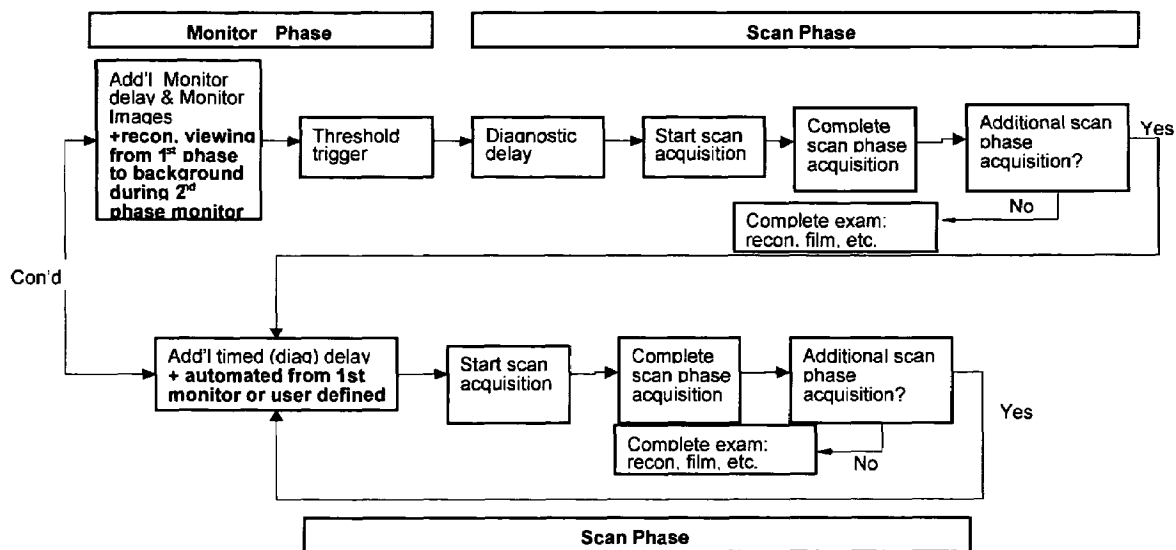 Monitor Phase
Scan Phase
Add'l Monitor
delay & Monitor
Images
+recon. viewing
from 1st phase
to background
during 2nd
phase monitor
Threshold
trigger
Diagnostic
delay
Start scan
acquisition
Complete
scan phase
acquisition
Additional scan
phase
acquisition?
Yes
No
Complete exam:
recon, film, etc.
Con'd
Add'l timed (diag) delay
+ automated from 1st
monitor or user defined
Start scan
acquisition
Complete
scan phase
acquisition
Additional scan
phase
acquisition?
Yes
No
Complete exam:
recon, film, etc.
Scan Phase